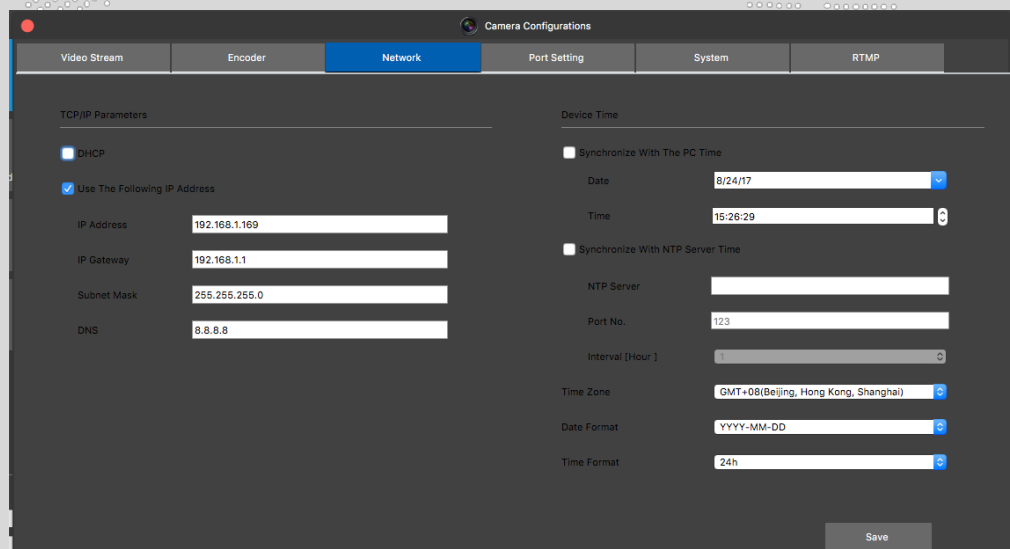 Camera Configurations
Video Stream
Encoder
Network
Port Setting
System
RTMP
TCP/IP Parameters
DHCP
Use The Following IP Address
IP Address 192.168.1.169
IP Gateway 192.168.1.1
Subnet Mask 255.255.255.0
DNS 8.8.8.8
Device Time
Synchronize With The PC Time
Date 8/24/17
Time 15:26:29
Synchronize With NTP Server Time
NTP Server
Port No. 123
Interval [Hour ] 1
Time Zone GMT+08(Beijing, Hong Kong, Shanghai)
Date Format YYYY-MM-DD
Time Format 24h
Save